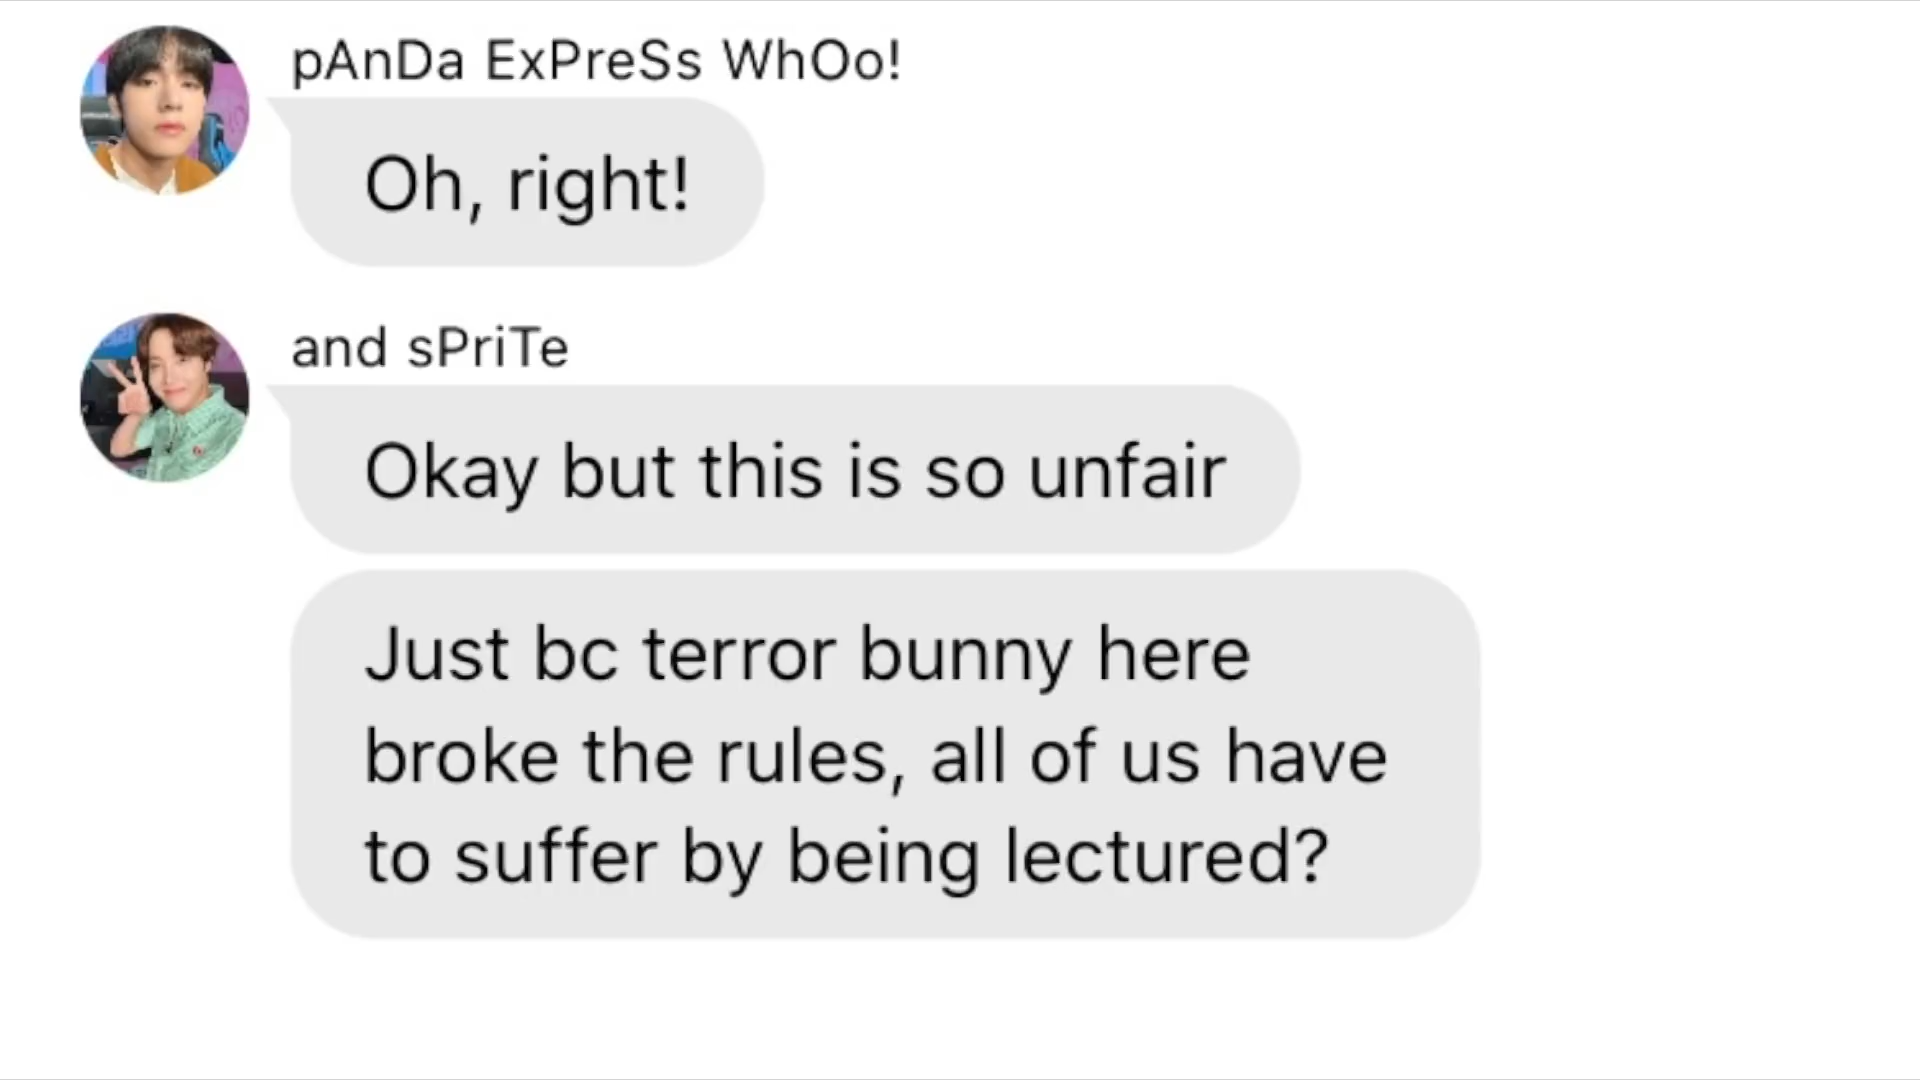 pAnDa ExPreSs WhOo!
Oh, right!
and sPriTe
Okay but this is so unfair
Just bc terror bunny here
broke the rules, all of us have
to suffer by being lectured?